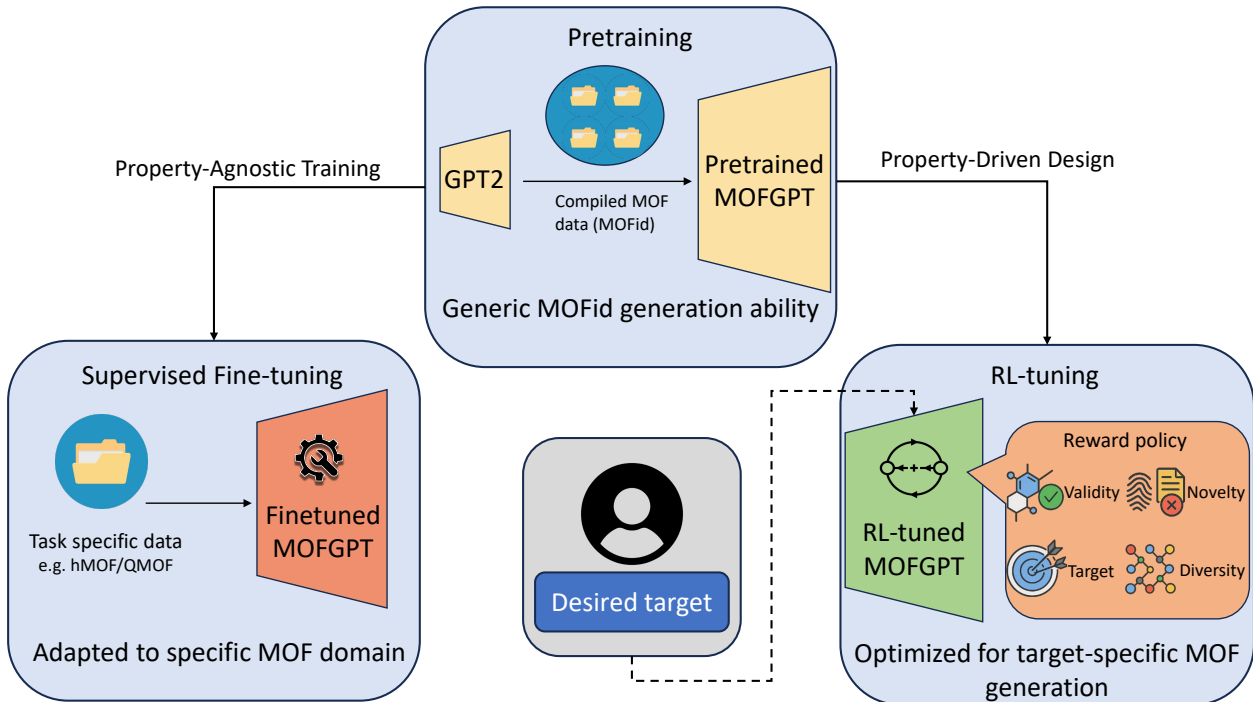 Pretraining
Property-Agnostic Training
GPT2
Compiled MOF
data (MOFid)
Pretrained
MOFGPT
Property-Driven Design
Generic MOFid generation ability
Supervised Fine-tuning
Task specific data
e.g. hMOF/QMOF
Finetuned
MOFGPT
Adapted to specific MOF domain
Desired target
RL-tuning
RL-tuned
MOFGPT
Reward policy
Validity
Novelty
Target
Diversity
Optimized for target-specific MOF
generation